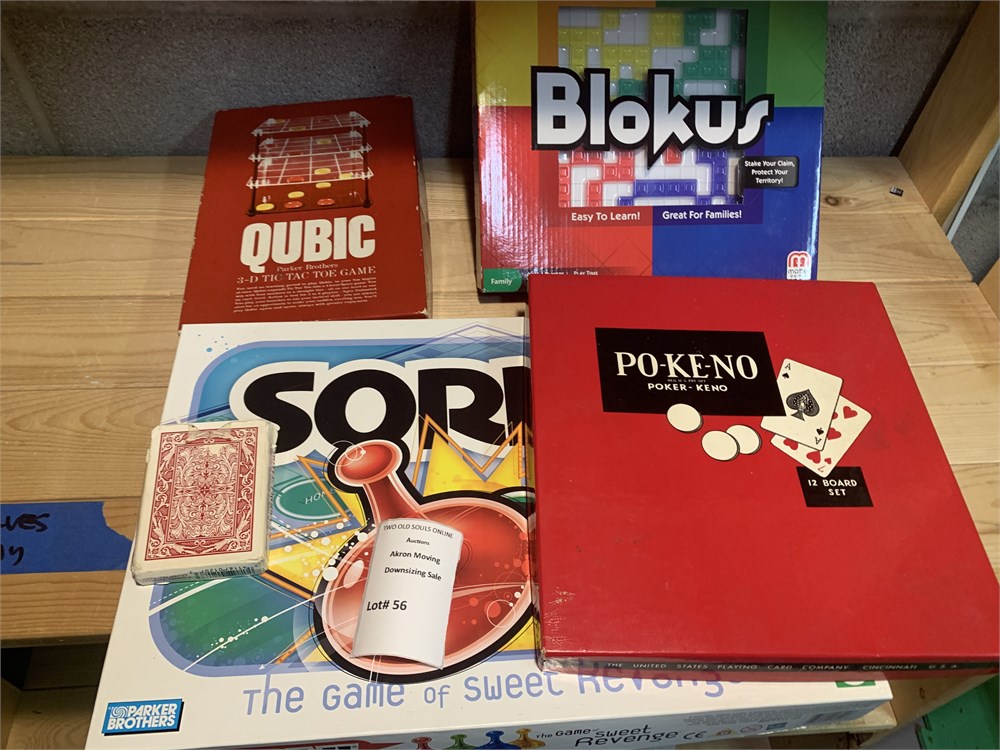 Blokus
Stake Your Claim,
Protect Your
Territory!
Easy To Learn! Great For Families!
Family
QUBIC
Parker Brothers
3-D TIC TAC TOE GAME
PO-KE-NO
POKER- KENO
A
A
12 BOARD
SET
THE UNITED STATES PLAYING CARD COMPANY, CINCINNATI U.S.A.
SORR
HOME
TWO OLD SOULS ONLINE
Auctions
Akron Moving
Downsizing Sale
Lot# 56
The Game of Sweet Revenge
PARKER
BROTHERS
The Game of Sweet Revenge CE